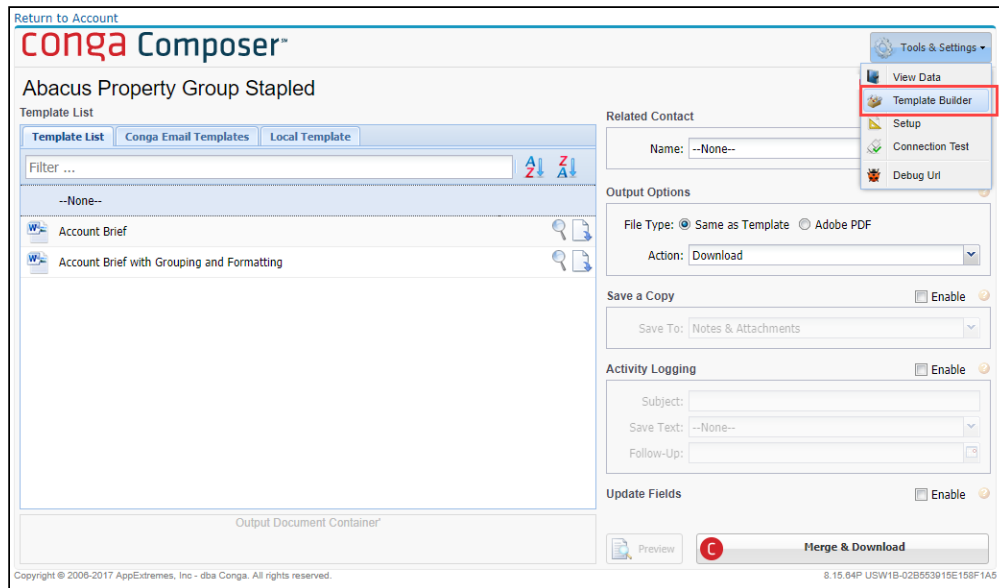 Return to Account
conga Composer™
Tools & Settings
View Data
Template Builder
Setup
Connection Test
Debug Url
Abacus Property Group Stapled
Template List
Template List Conga Email Templates Local Template
Filter ...
--None--
Account Brief
Account Brief with Grouping and Formatting
Output Document Container'
Related Contact
Name: --None--
Output Options
File Type: Same as Template Adobe PDF
Action: Download
Save a Copy Enable
Save To: Notes & Attachments
Activity Logging Enable
Subject:
Save Text: --None--
Follow-Up:
Update Fields Enable
Preview C Merge & Download
Copyright © 2006-2017 AppExtremes, Inc - dba Conga. All rights reserved.
8.15.64P USW1B-02B553915E158F1A5